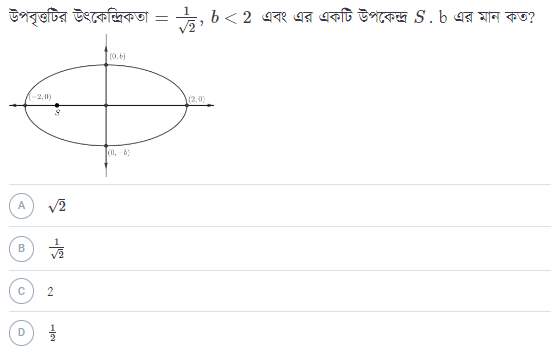 উপবৃত্তটির উৎকেন্দ্রিকতা = 1/√2, b < 2 এবং এর একটি উপকেন্দ্র S . b এর মান কত?
(0, b)
(−2, 0)
(2, 0)
S
(0, −b)
A √2
B 1/√2
C 2
D 1/2